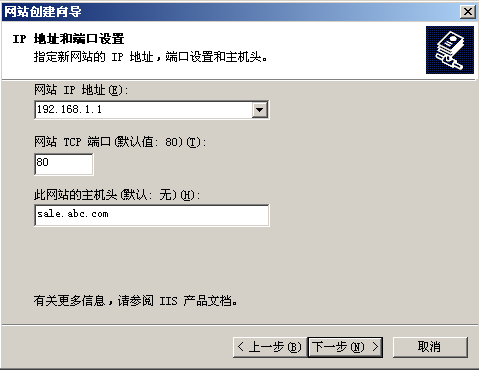 网站创建向导
IP 地址和端口设置
指定新网站的 IP 地址，端口设置和主机头。
网站 IP 地址(E):
192.168.1.1
网站 TCP 端口(默认值: 80)(T):
80
此网站的主机头(默认: 无)(H):
sale.abc.com
有关更多信息，请参阅 IIS 产品文档。
< 上一步(B) 下一步(N) > 取消